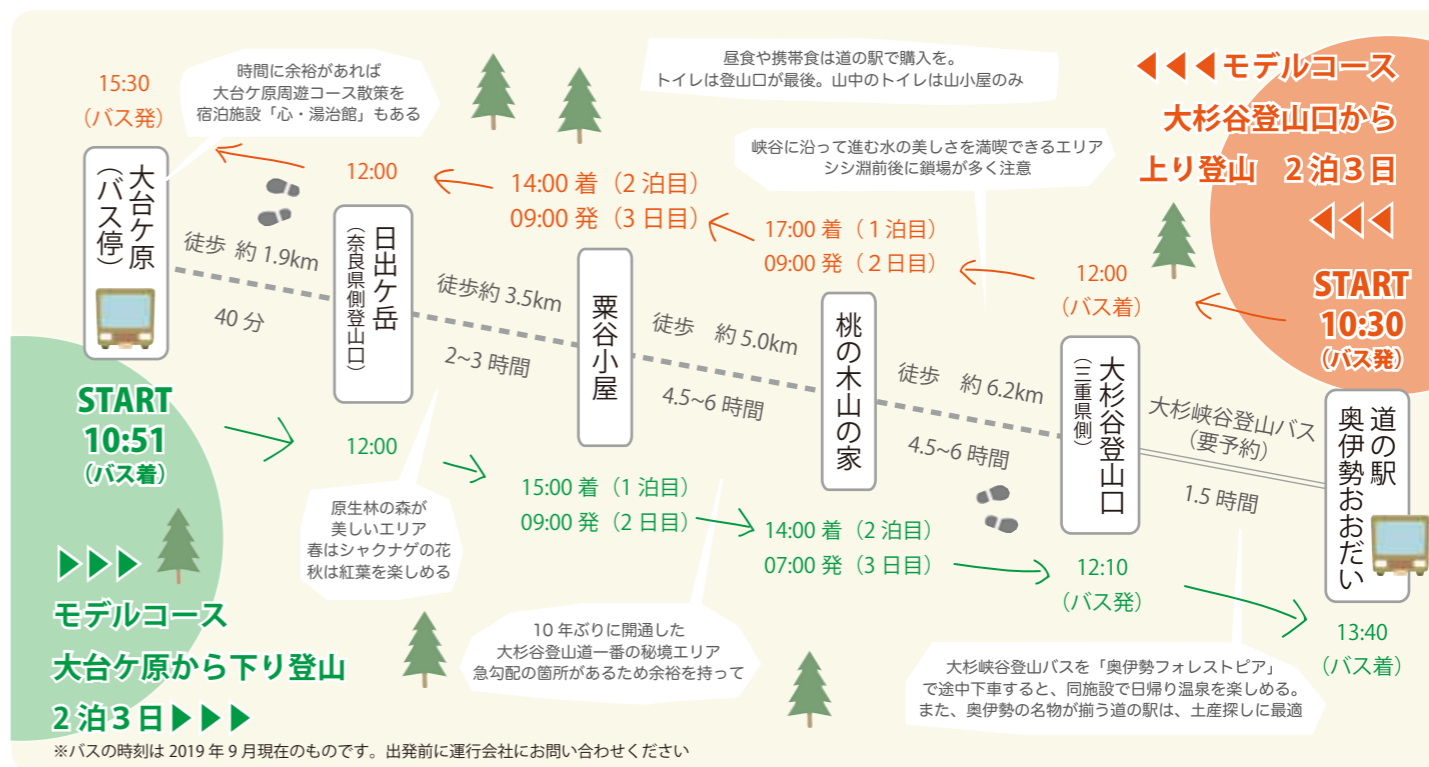 ◀◀◀モデルコース
大杉谷登山口から
上り登山　2泊3日
◀◀◀
START
10:30
(バス発)
昼食や携帯食は道の駅で購入を。
トイレは登山口が最後。山中のトイレは山小屋のみ
時間に余裕があれば
大台ケ原周遊コース散策を
宿泊施設「心・湯治館」もある
峡谷に沿って進む水の美しさを満喫できるエリア
シシ淵前後に鎖場が多く注意
15:30
(バス発)
12:00
14:00 着（2 泊目）
09:00 発（3 日目）
17:00 着（1 泊目）
09:00 発（2 日目）
12:00
(バス着)
大台ケ原
(バス停)
徒歩 約 1.9km
40 分
日出ケ岳
(奈良県側登山口)
徒歩約 3.5km
2~3 時間
粟谷小屋
徒歩　約 5.0km
4.5~6 時間
桃の木山の家
徒歩　約 6.2km
4.5~6 時間
大杉谷登山口
(三重県側)
大杉峡谷登山バス
(要予約)
1.5 時間
道の駅
奥伊勢おおだい
START
10:51
(バス着)
12:00
15:00 着（1 泊目）
09:00 発（2 日目）
14:00 着（2 泊目）
07:00 発（3 日目）
12:10
(バス発)
13:40
(バス着)
原生林の森が
美しいエリア
春はシャクナゲの花
秋は紅葉を楽しめる
10 年ぶりに開通した
大杉谷登山道一番の秘境エリア
急勾配の箇所があるため余裕を持って
大杉峡谷登山バスを「奥伊勢フォレストピア」
で途中下車すると、同施設で日帰り温泉を楽しめる。
また、奥伊勢の名物が揃う道の駅は、土産探しに最適
▶▶▶
モデルコース
大台ケ原から下り登山
2泊3日▶▶▶
※バスの時刻は 2019 年 9 月現在のものです。出発前に運行会社にお問い合わせください